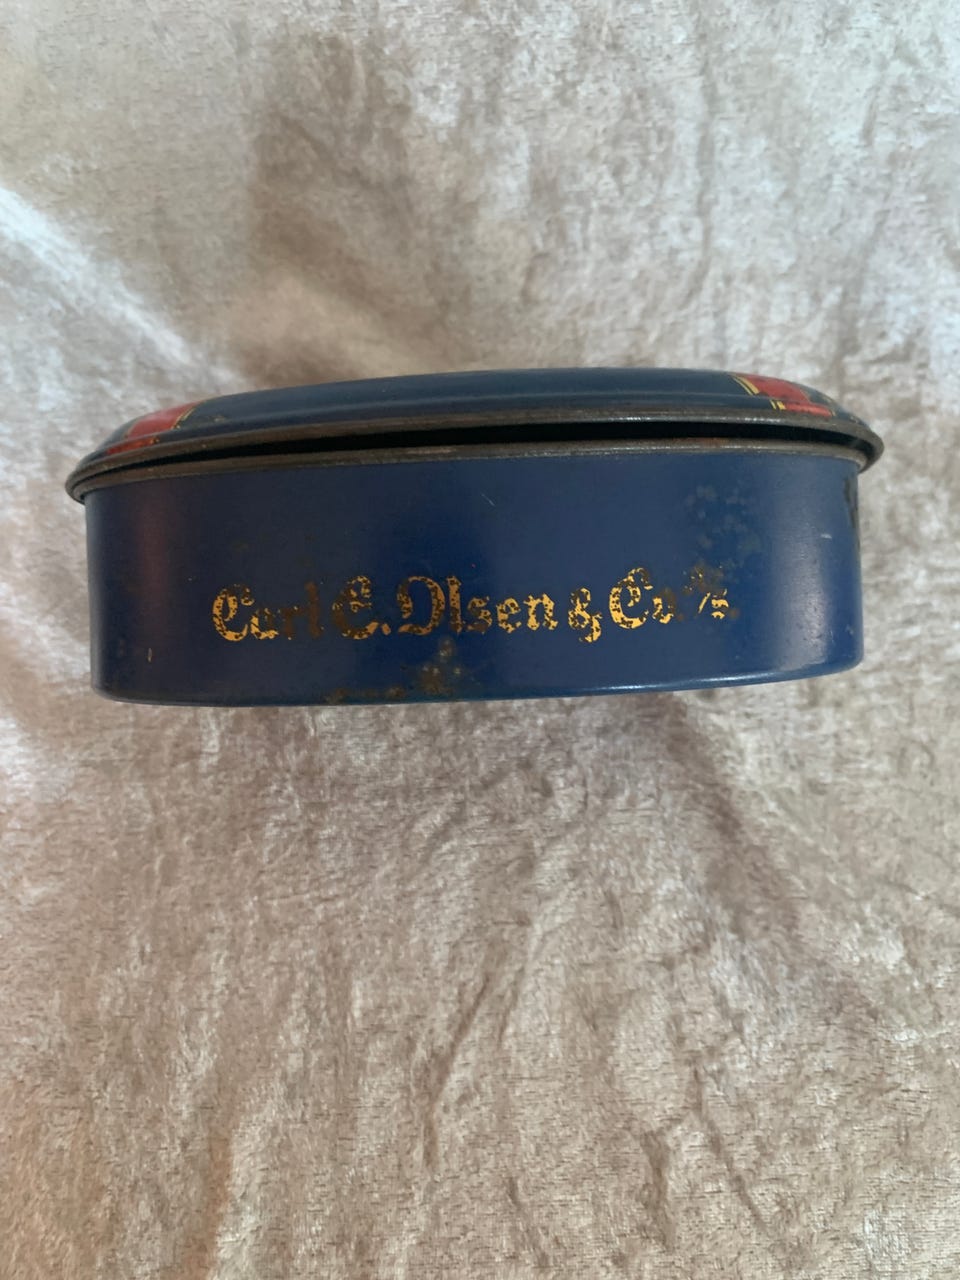 Carl E. Olsen & Co. A/s.